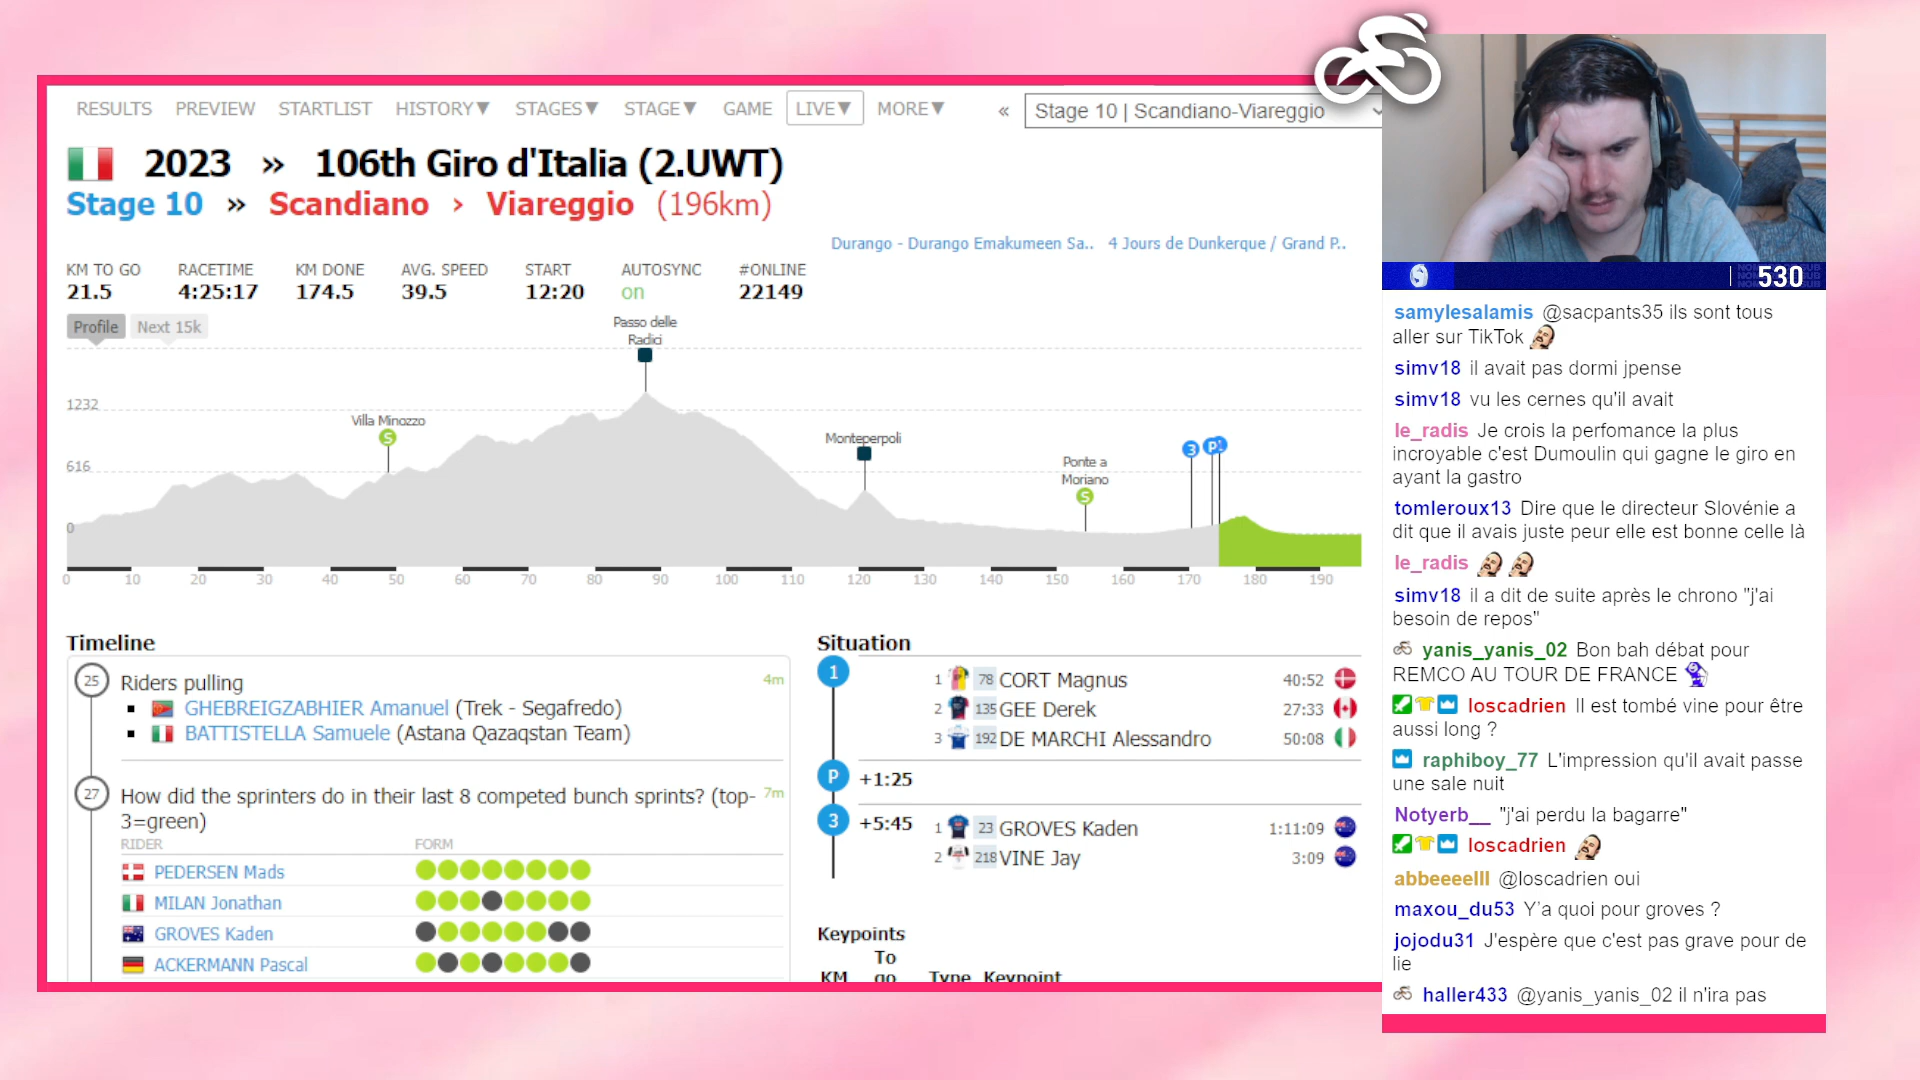 RESULTS PREVIEW STARTLIST HISTORY▼ STAGES▼ STAGE▼ GAME LIVE▼ MORE▼ « Stage 10 | Scandiano-Viareggio
2023 » 106th Giro d'Italia (2.UWT)
Stage 10 » Scandiano › Viareggio (196km)
Durango - Durango Emakumeen Sa.. 4 Jours de Dunkerque / Grand P..
KM TO GO RACETIME KM DONE AVG. SPEED START AUTOSYNC #ONLINE
21.5 4:25:17 174.5 39.5 12:20 on 22149
Profile Next 15k
Passo delle
Radici
1232
Villa Minozzo
S
Monteperpoli
616
Ponte a
Moriano
S
3 P 1
0
0 10 20 30 40 50 60 70 80 90 100 110 120 130 140 150 160 170 180 190
Timeline
25 Riders pulling 4m
GHEBREIGZABHIER Amanuel (Trek - Segafredo)
BATTISTELLA Samuele (Astana Qazaqstan Team)
27 How did the sprinters do in their last 8 competed bunch sprints? (top- 7m
3=green)
RIDER FORM
PEDERSEN Mads
MILAN Jonathan
GROVES Kaden
ACKERMANN Pascal
Situation
1
1 78 CORT Magnus 40:52
2 135 GEE Derek 27:33
3 192 DE MARCHI Alessandro 50:08
P +1:25
3 +5:45 1 23 GROVES Kaden 1:11:09
2 218 VINE Jay 3:09
Keypoints
To
KM go Type Keypoint
530
samylesalamis @sacpants35 ils sont tous
aller sur TikTok
simv18 il avait pas dormi jpense
simv18 vu les cernes qu'il avait
le_radis Je crois la perfomance la plus
incroyable c'est Dumoulin qui gagne le giro en
ayant la gastro
tomleroux13 Dire que le directeur Slovénie a
dit que il avais juste peur elle est bonne celle là
le_radis
simv18 il a dit de suite après le chrono "j'ai
besoin de repos"
yanis_yanis_02 Bon bah débat pour
REMCO AU TOUR DE FRANCE
loscadrien Il est tombé vine pour être
aussi long ?
raphiboy_77 L'impression qu'il avait passe
une sale nuit
Notyerb__ "j'ai perdu la bagarre"
loscadrien
abbeeeelll @loscadrien oui
maxou_du53 Y'a quoi pour groves ?
jojodu31 J'espère que c'est pas grave pour de
lie
haller433 @yanis_yanis_02 il n'ira pas